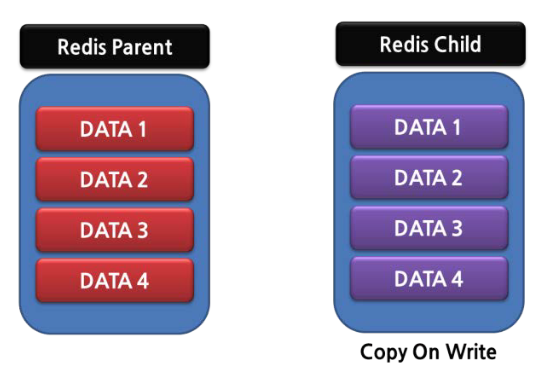 Redis Parent
DATA 1
DATA 2
DATA 3
DATA 4
Redis Child
DATA 1
DATA 2
DATA 3
DATA 4
Copy On Write